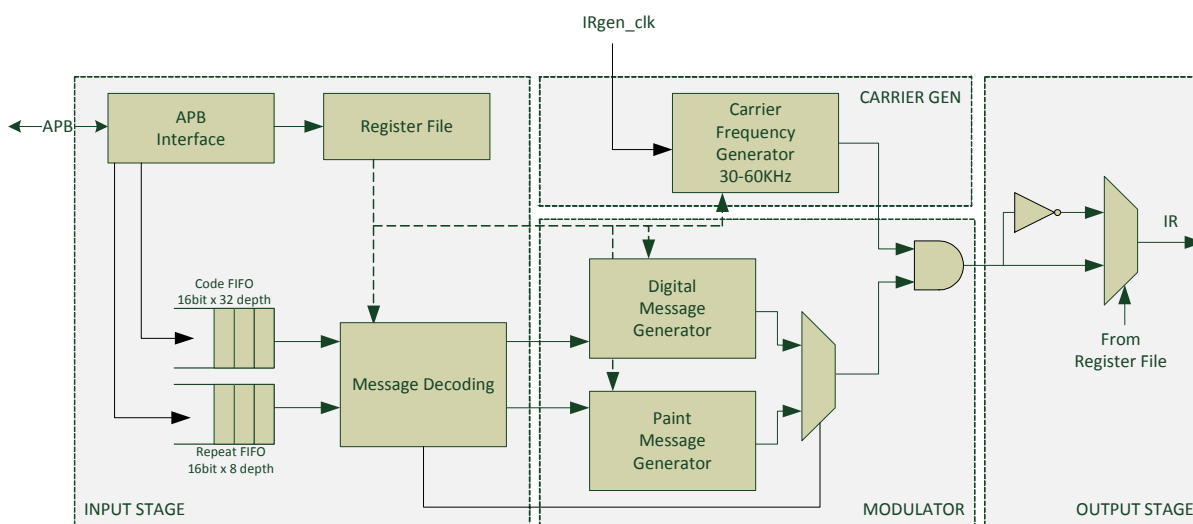 IRgen_clk
CARRIER GEN
APB
APB
Interface
Register File
Carrier
Frequency
Generator
30-60KHz
IR
Code FIFO
16bit x 32 depth
Digital
Message
Generator
Message Decoding
From
Register File
Paint
Message
Generator
Repeat FIFO
16bit x 8 depth
INPUT STAGE
MODULATOR
OUTPUT STAGE